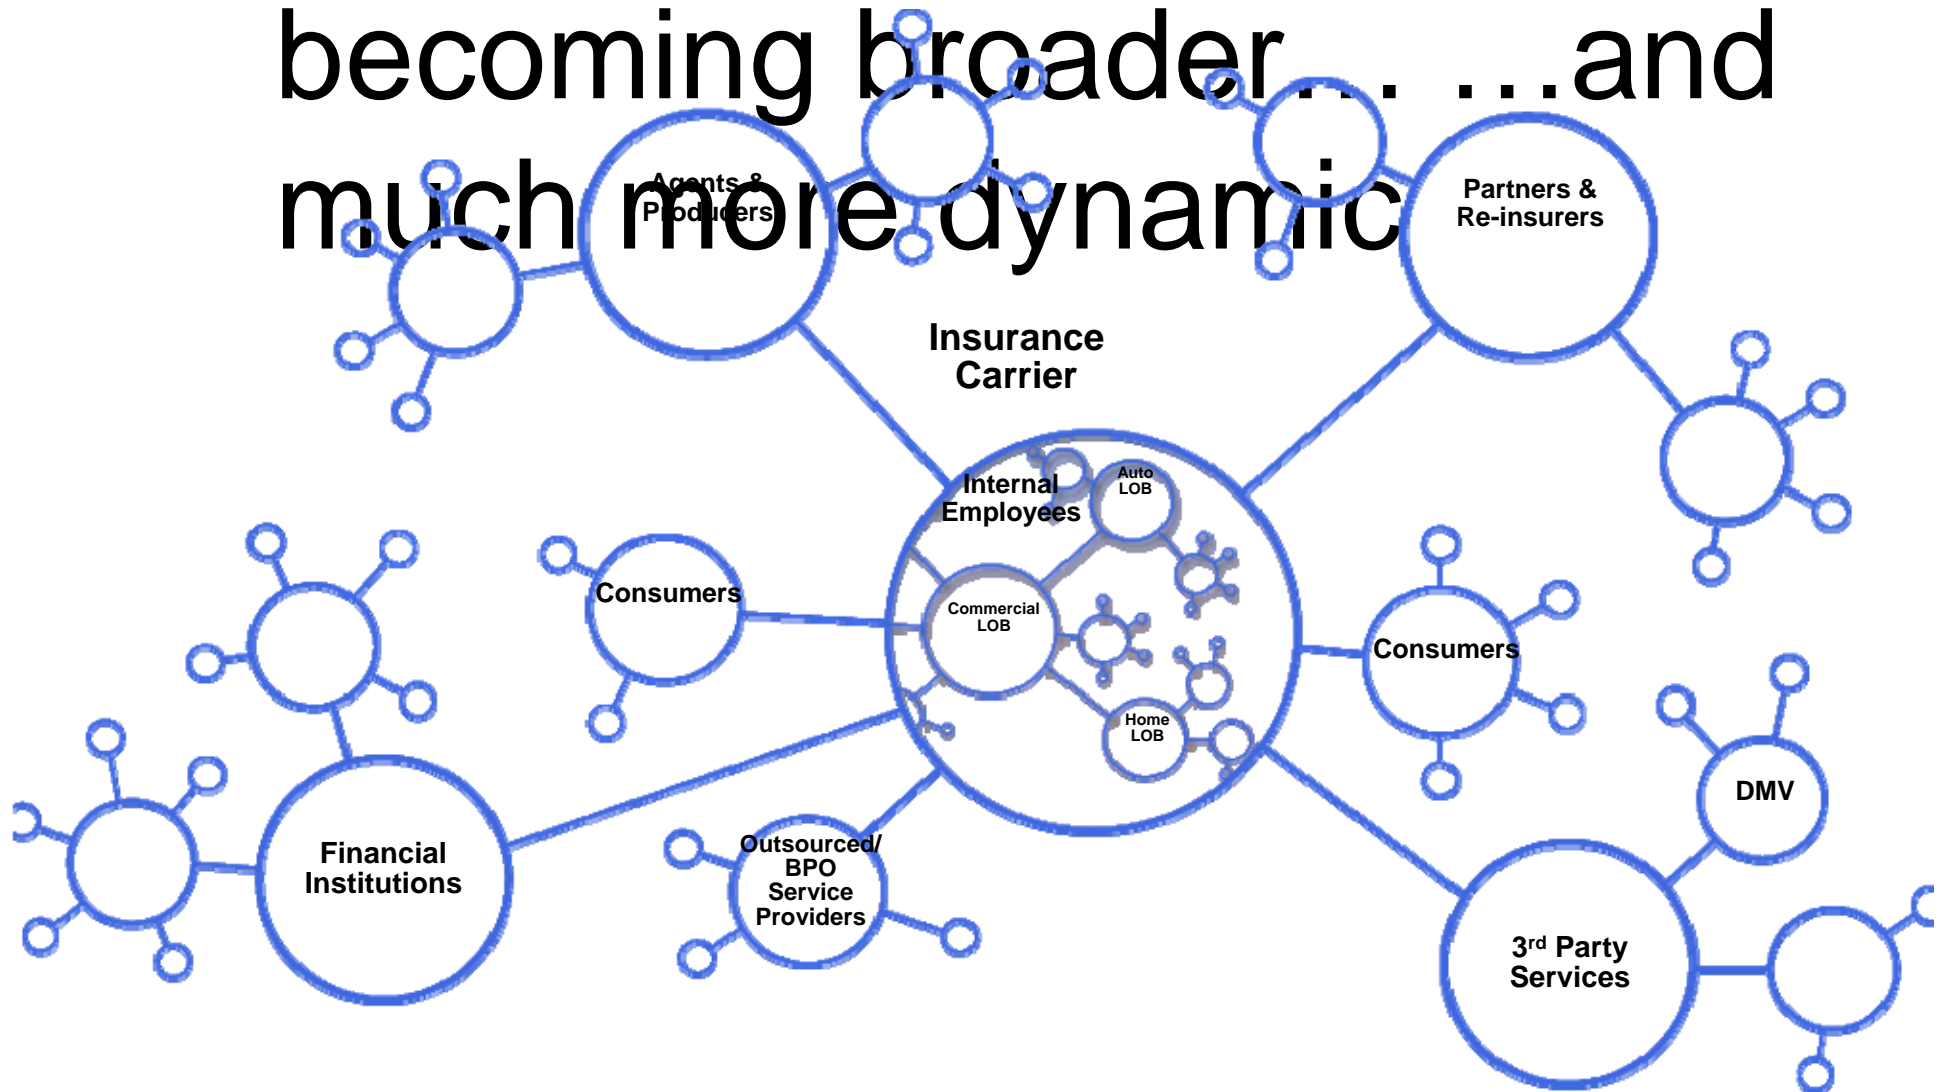 becoming broader… …and
much more dynamic
Agents &
Producers
Partners &
Re-insurers
Insurance
Carrier
Internal
Employees
Auto
LOB
Commercial
LOB
Home
LOB
Consumers
Consumers
DMV
Financial
Institutions
Outsourced/
BPO
Service
Providers
3rd Party
Services